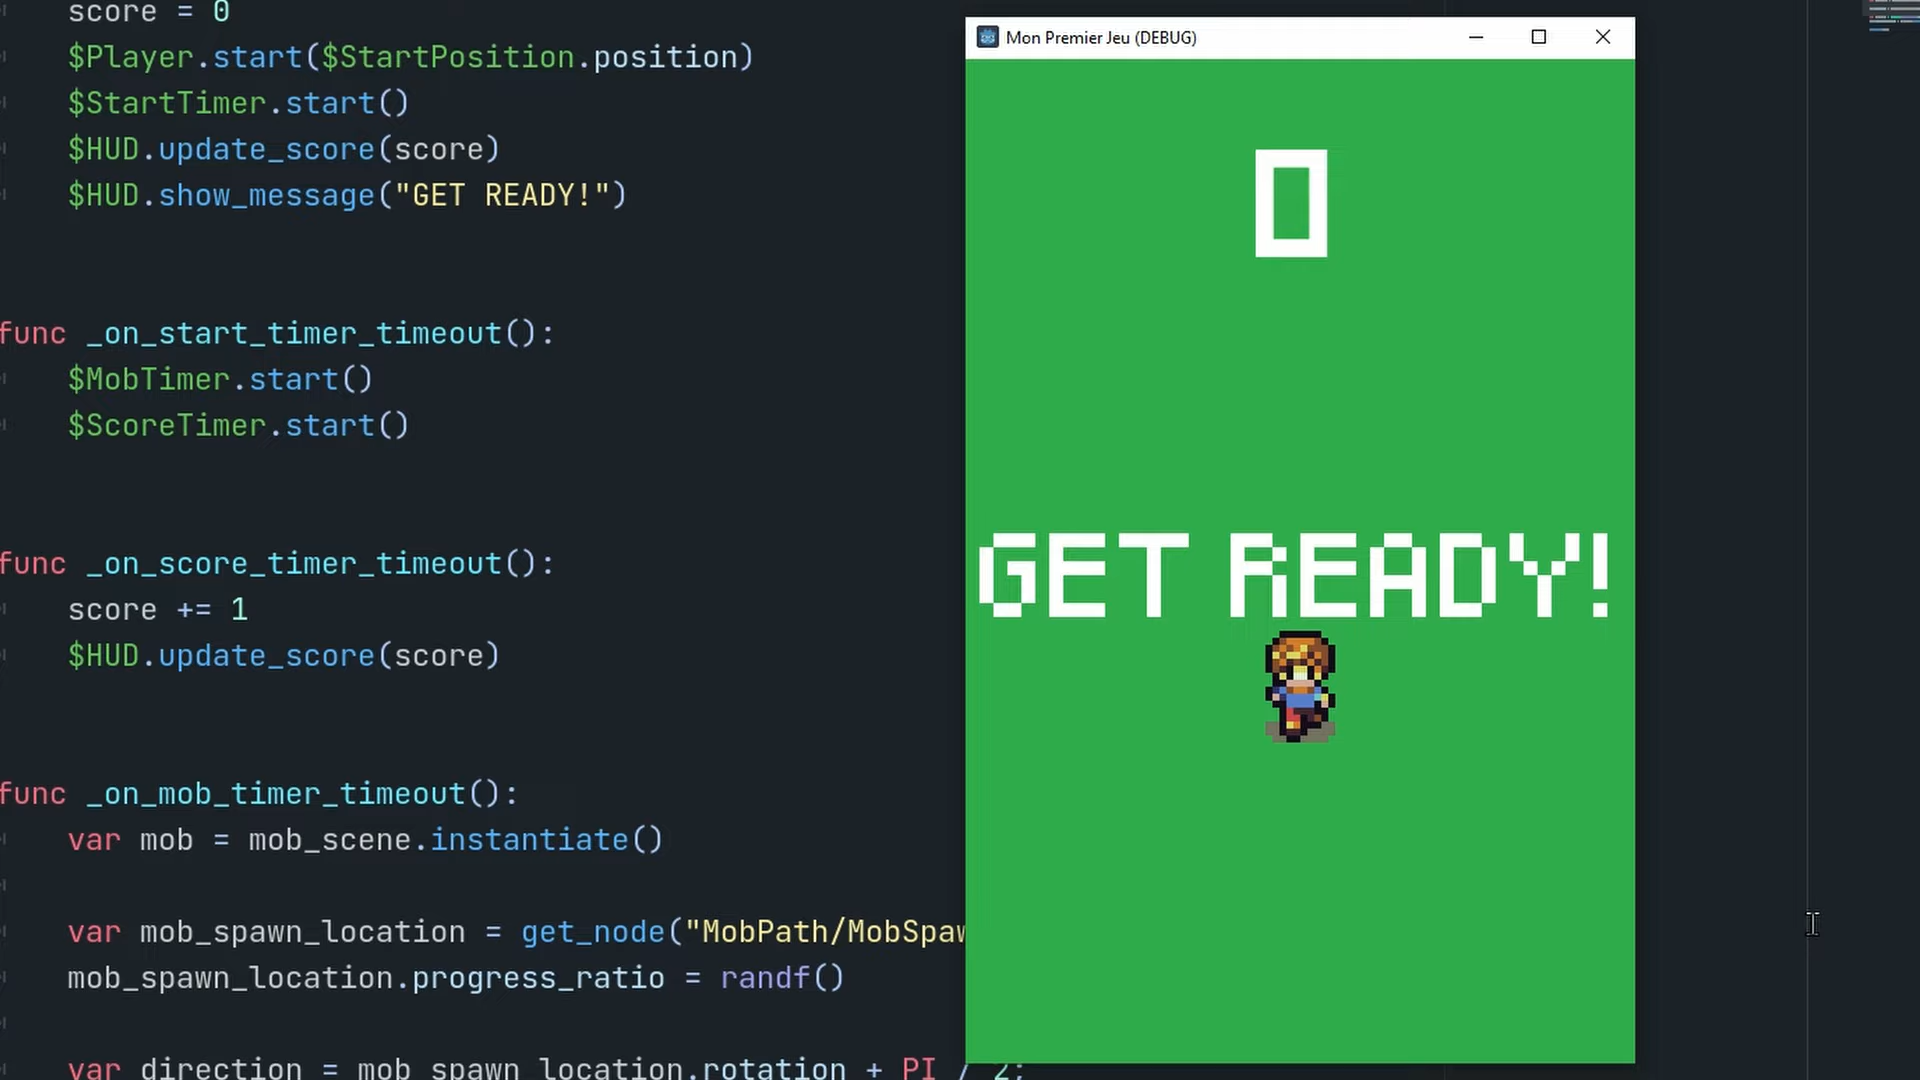 score = 0
$Player.start($StartPosition.position)
$StartTimer.start()
$HUD.update_score(score)
$HUD.show_message("GET READY!")
func _on_start_timer_timeout():
$MobTimer.start()
$ScoreTimer.start()
func _on_score_timer_timeout():
score += 1
$HUD.update_score(score)
func _on_mob_timer_timeout():
var mob = mob_scene.instantiate()
var mob_spawn_location = get_node("MobPath/MobSpaw
mob_spawn_location.progress_ratio = randf()
var direction = mob_spawn_location.rotation + PI / 2;
Mon Premier Jeu (DEBUG)
0
GET READY!